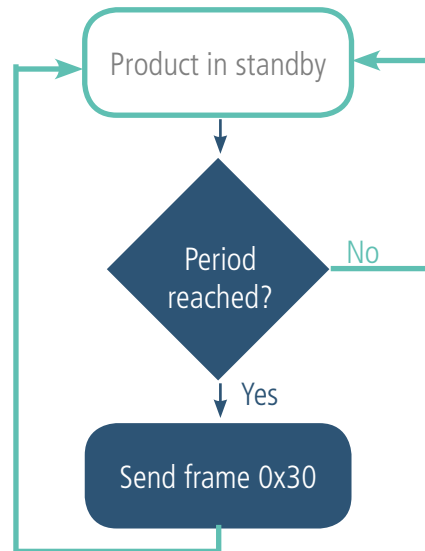 Product in standby
Period
reached?
No
Yes
Send frame 0x30